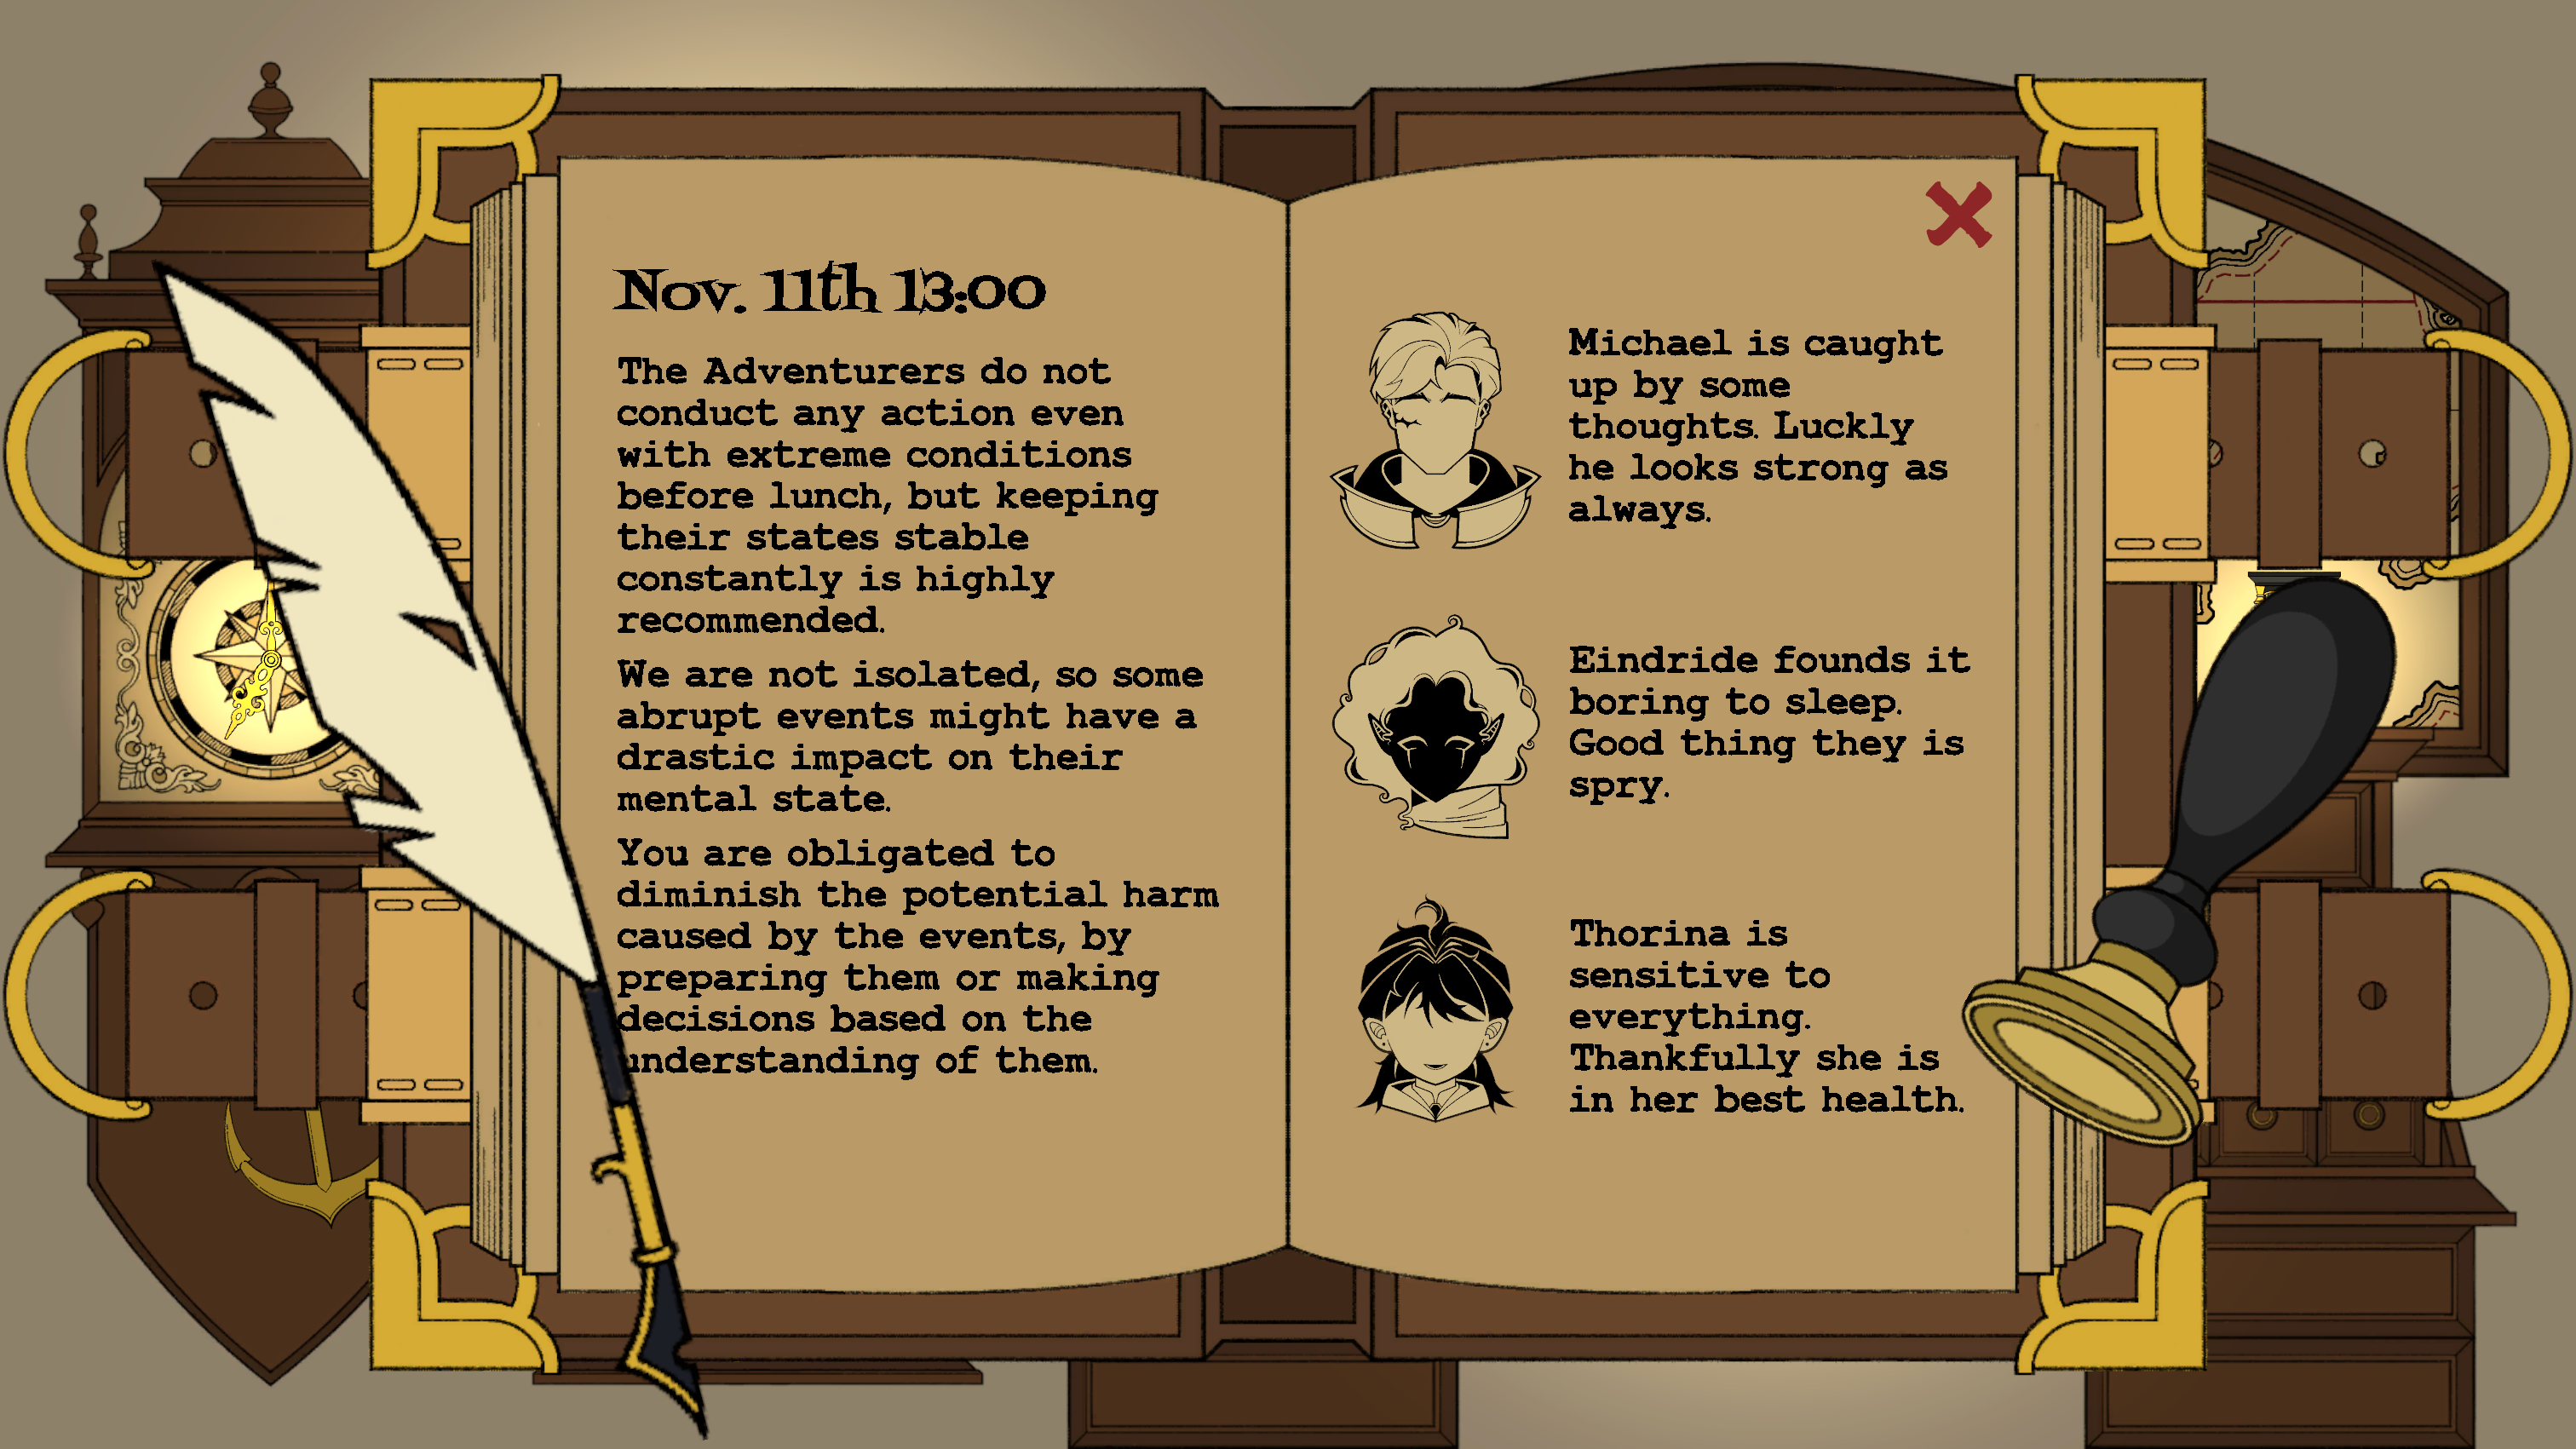 Nov. 11th 13:00
The Adventurers do not
conduct any action even
with extreme conditions
before lunch, but keeping
their states stable
constantly is highly
recommended.
We are not isolated, so some
abrupt events might have a
drastic impact on their
mental state.
You are obligated to
diminish the potential harm
caused by the events, by
preparing them or making
decisions based on the
understanding of them.
Michael is caught
up by some
thoughts. Luckly
he looks strong as
always.
Eindride founds it
boring to sleep.
Good thing they is
spry.
Thorina is
sensitive to
everything.
Thankfully she is
in her best health.